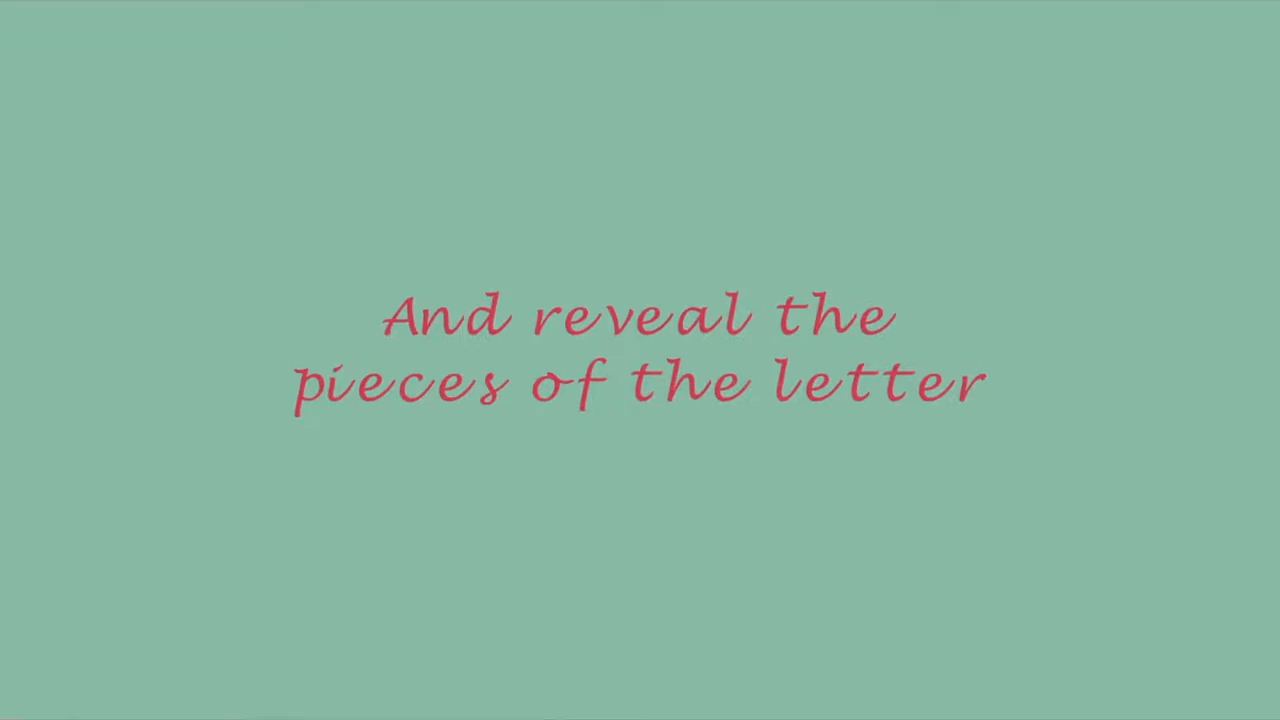 And reveal the
pieces of the letter